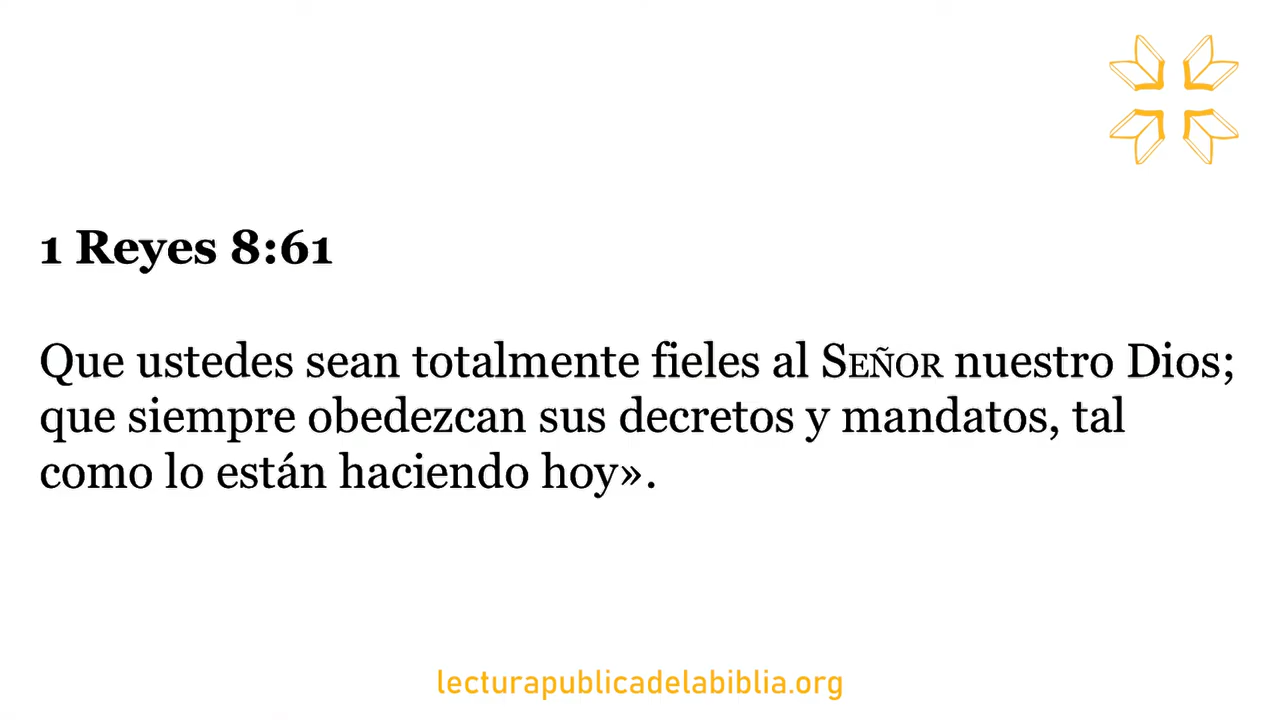 1 Reyes 8:61
Que ustedes sean totalmente fieles al SEÑOR nuestro Dios;
que siempre obedezcan sus decretos y mandatos, tal
como lo están haciendo hoy».
lecturapublicadelabiblia.org